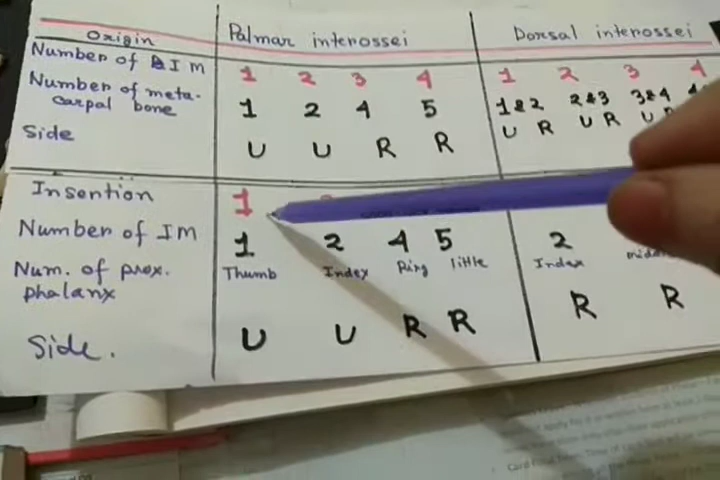 Origin Palmar interossei Dorsal interossei
Number of IM 1 2 3 4 1 2 3 4
Number of meta-
carpal bone 1 2 4 5 1&2 2&3 3&4
Side U U R R U R U R U
Insention 1
Number of IM
Num. of prox. 1 2 4 5 2
phalanx Thumb Index Ring little Index
Side. U U R R R R